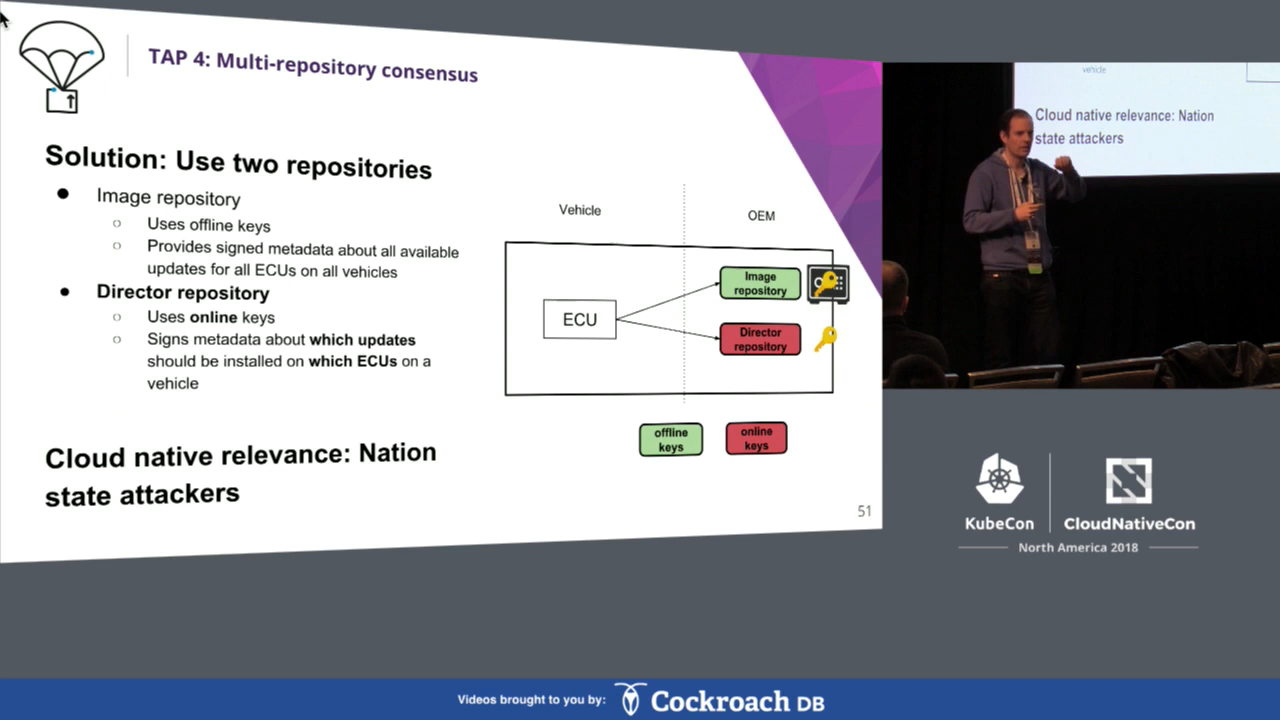 TAP 4: Multi-repository consensus
Solution: Use two repositories
● Image repository
○ Uses offline keys
○ Provides signed metadata about all available
updates for all ECUs on all vehicles
● Director repository
○ Uses online keys
○ Signs metadata about which updates
should be installed on which ECUs on a
vehicle
Cloud native relevance: Nation
state attackers
Vehicle
OEM
ECU
Image
repository
Director
repository
offline
keys
online
keys
51
vehicle
Cloud native relevance: Nation
state attackers
KubeCon
CloudNativeCon
North America 2018
Videos brought to you by:
Cockroach DB